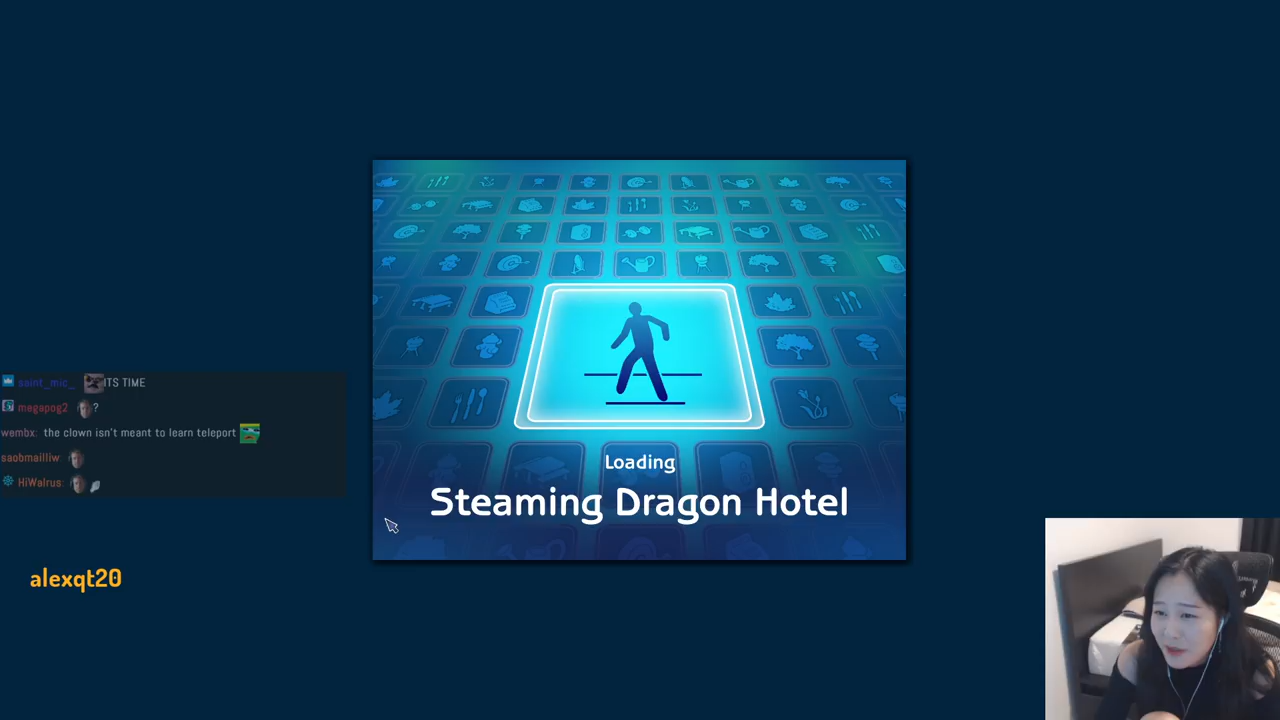 saint_mic_ ITS TIME
megapog2 ?
wembx: the clown isn't meant to learn teleport
saobmailliw:
HiWalrus:
Loading
Steaming Dragon Hotel
alexqt20